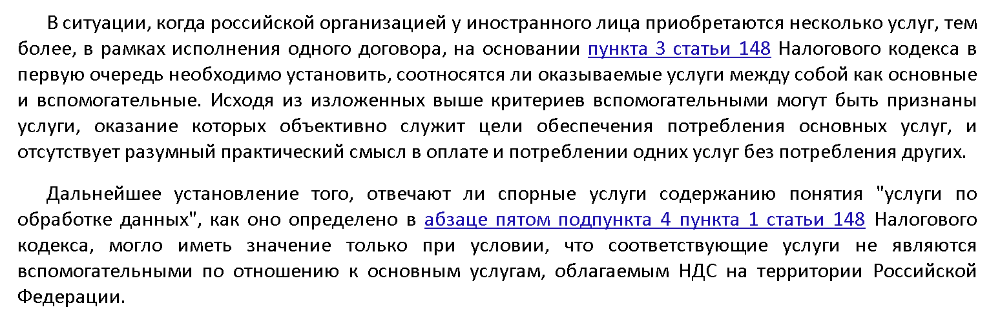 В ситуации, когда российской организацией у иностранного лица приобретаются несколько услуг, тем
более, в рамках исполнения одного договора, на основании пункта 3 статьи 148 Налогового кодекса в
первую очередь необходимо установить, соотносятся ли оказываемые услуги между собой как основные
и вспомогательные. Исходя из изложенных выше критериев вспомогательными могут быть признаны
услуги, оказание которых объективно служит цели обеспечения потребления основных услуг, и
отсутствует разумный практический смысл в оплате и потреблении одних услуг без потребления других.
Дальнейшее установление того, отвечают ли спорные услуги содержанию понятия "услуги по
обработке данных", как оно определено в абзаце пятом подпункта 4 пункта 1 статьи 148 Налогового
кодекса, могло иметь значение только при условии, что соответствующие услуги не являются
вспомогательными по отношению к основным услугам, облагаемым НДС на территории Российской
Федерации.